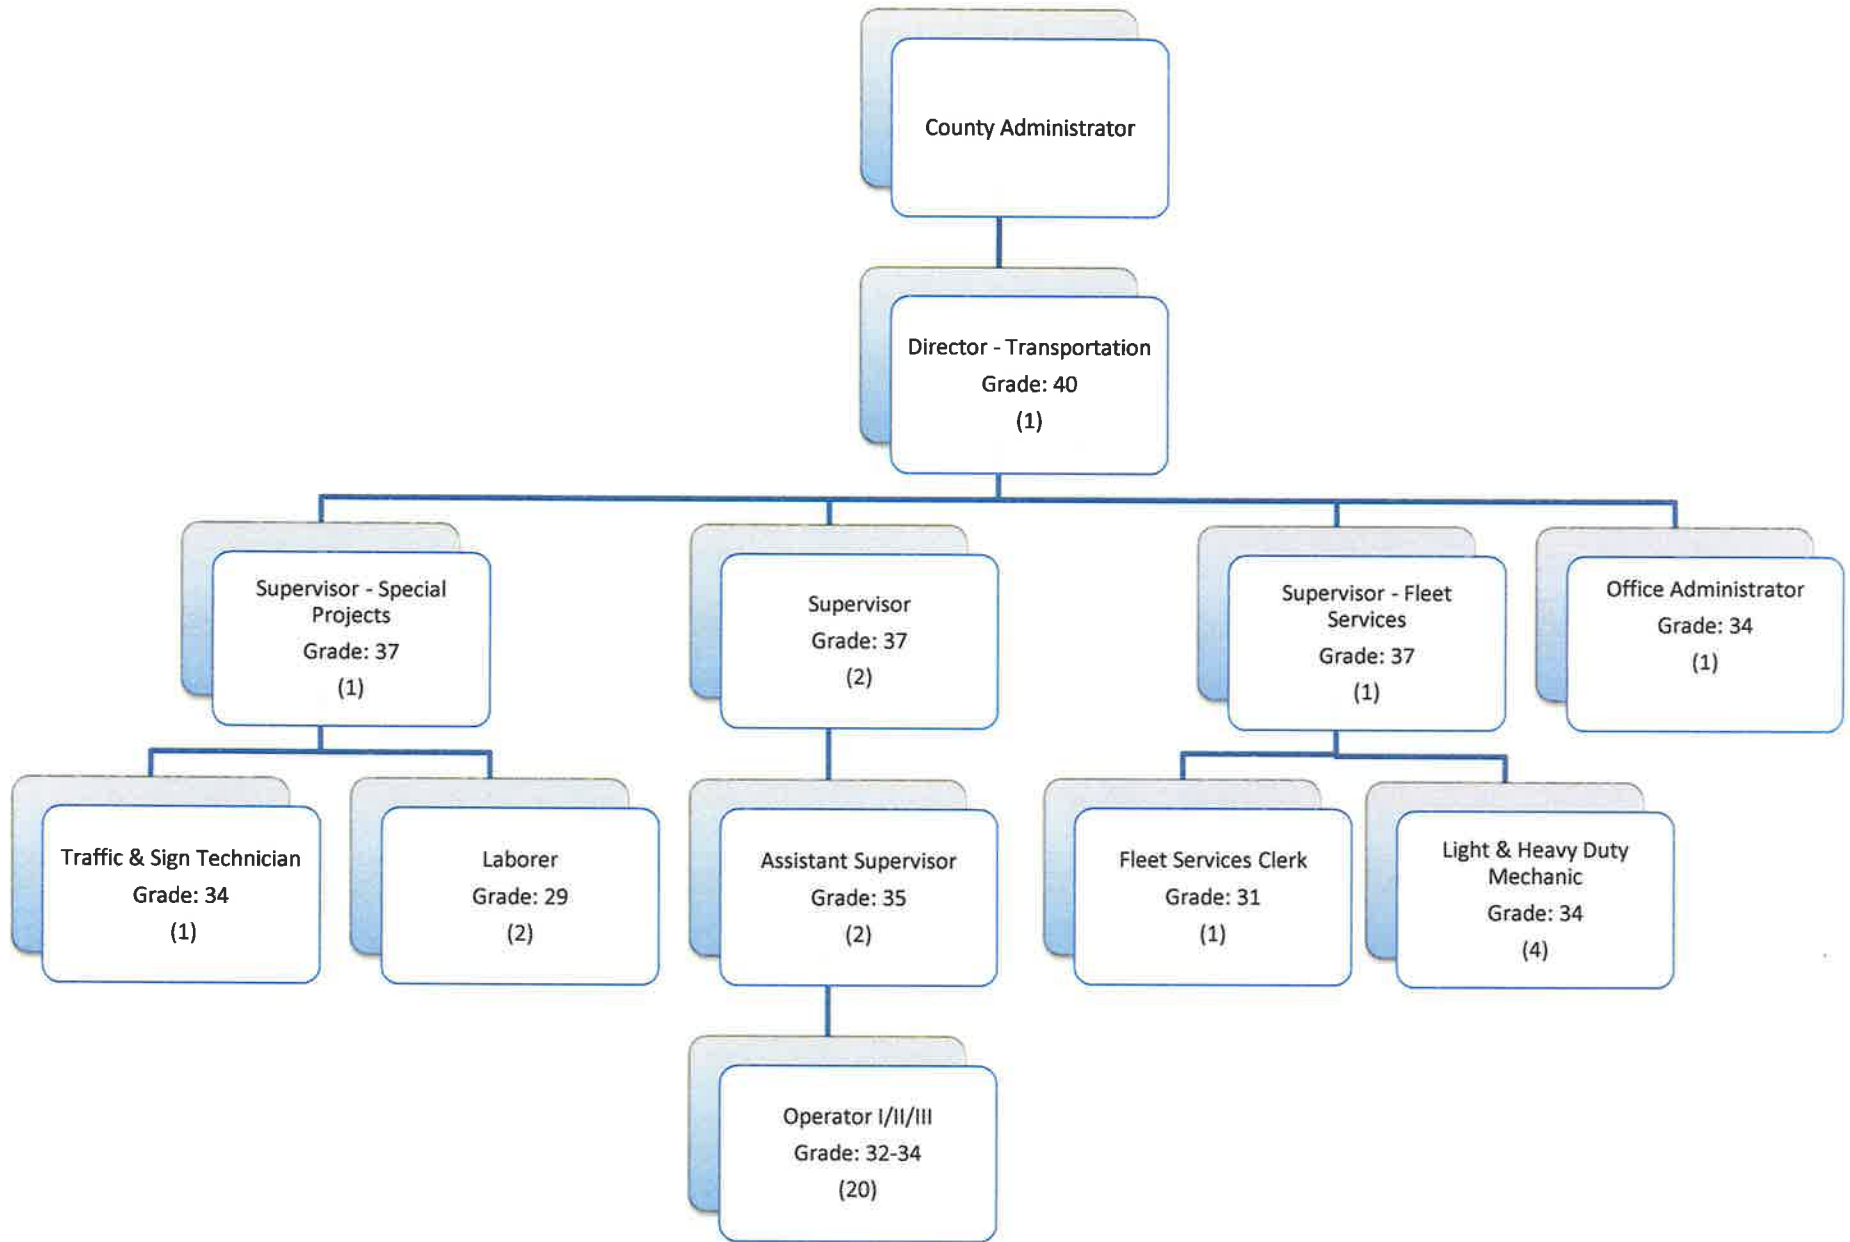 County Administrator
Director - Transportation
Grade: 40
(1)
Supervisor - Special
Projects
Grade: 37
(1)
Supervisor
Grade: 37
(2)
Supervisor - Fleet
Services
Grade: 37
(1)
Office Administrator
Grade: 34
(1)
Traffic & Sign Technician
Grade: 34
(1)
Laborer
Grade: 29
(2)
Assistant Supervisor
Grade: 35
(2)
Fleet Services Clerk
Grade: 31
(1)
Light & Heavy Duty
Mechanic
Grade: 34
(4)
Operator I/II/III
Grade: 32-34
(20)